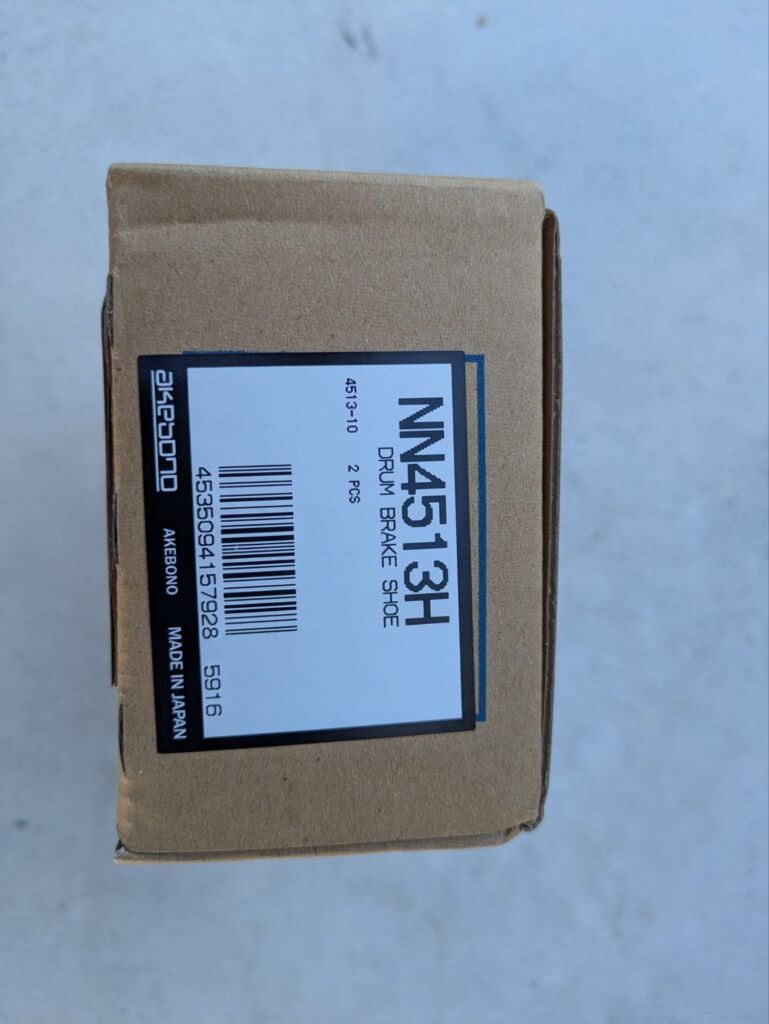 NN4513H
DRUM BRAKE SHOE
4513-10 2 PCS
4535094157928 5916
akebono AKEBONO MADE IN JAPAN